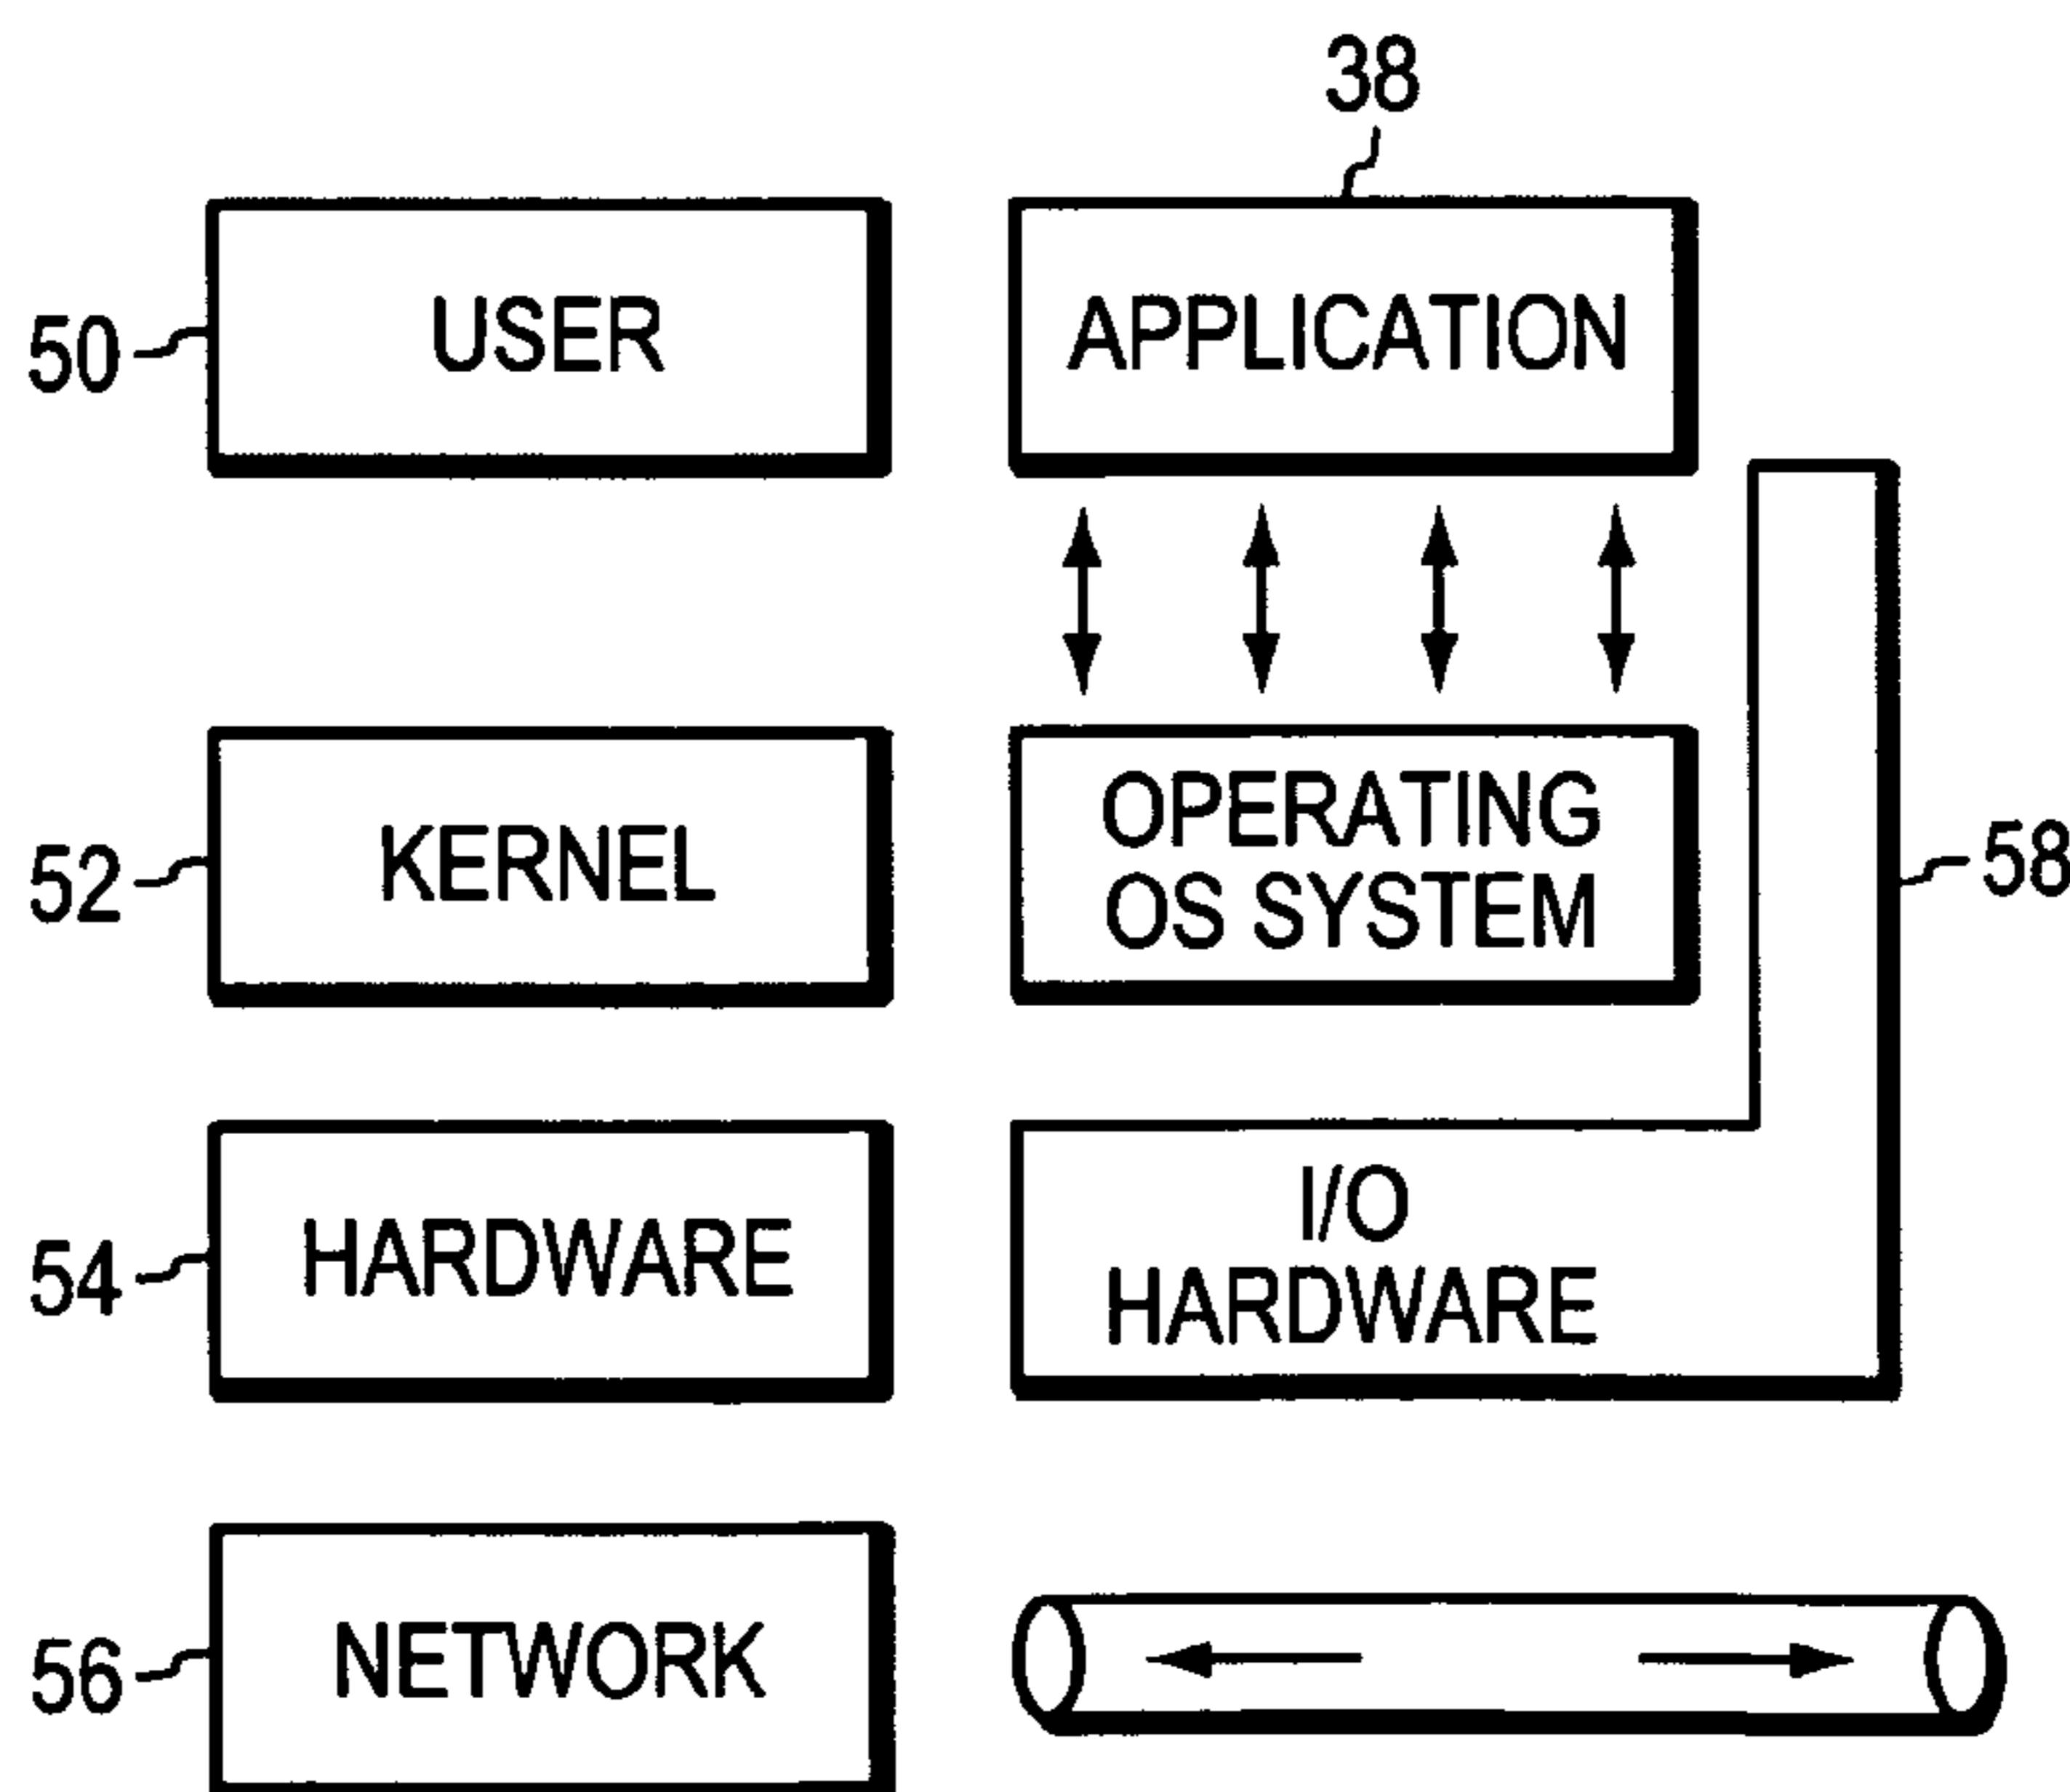 38
50
USER
APPLICATION
52
KERNEL
OPERATING
OS SYSTEM
58
54
HARDWARE
I/O
HARDWARE
56
NETWORK